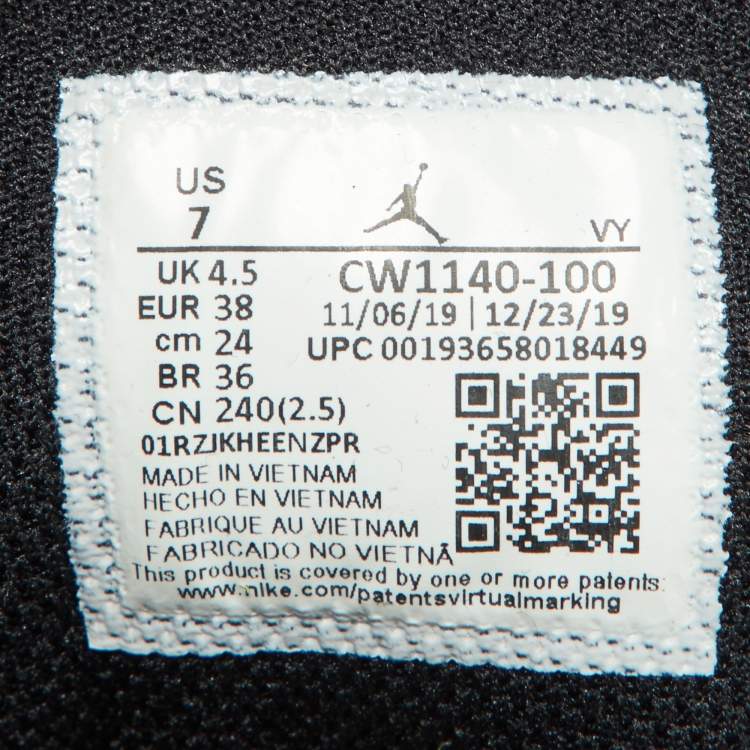 US
7
VY
UK 4.5
EUR 38
cm 24
BR 36
CN 240(2.5)
CW1140-100
11/06/19 | 12/23/19
UPC 00193658018449
01RZJKHEENZPR
MADE IN VIETNAM
HECHO EN VIETNAM
FABRIQUE AU VIETNAM
FABRICADO NO VIETNÃ
This product is covered by one or more patents:
www.nike.com/patentsvirtualmarking